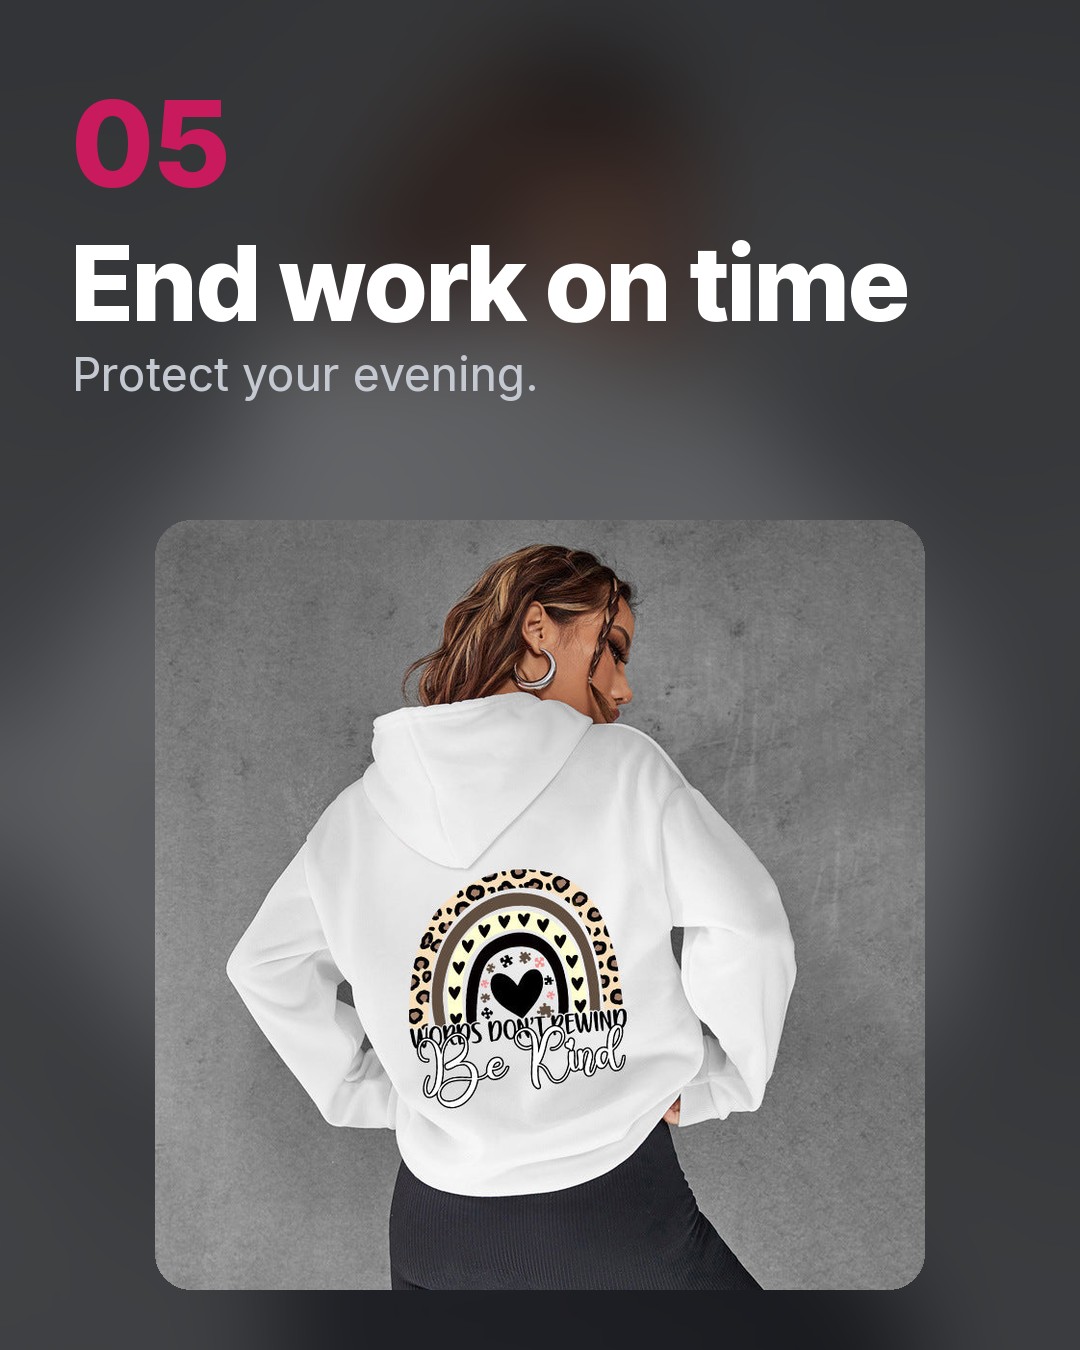 05
End work on time
Protect your evening.
WORDS DON'T REWIND
Be Kind